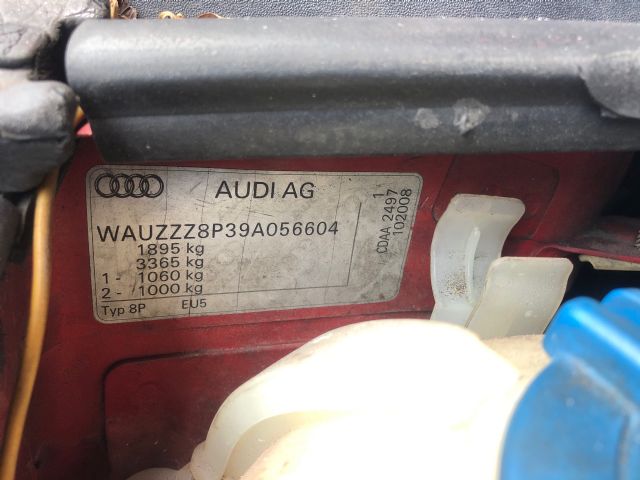 AUDI AG
WAUZZZ8P39A056604
1895 kg
3365 kg
1- 1060 kg
2- 1000 kg
Typ 8P EU5
CDAA 2497 1
102008